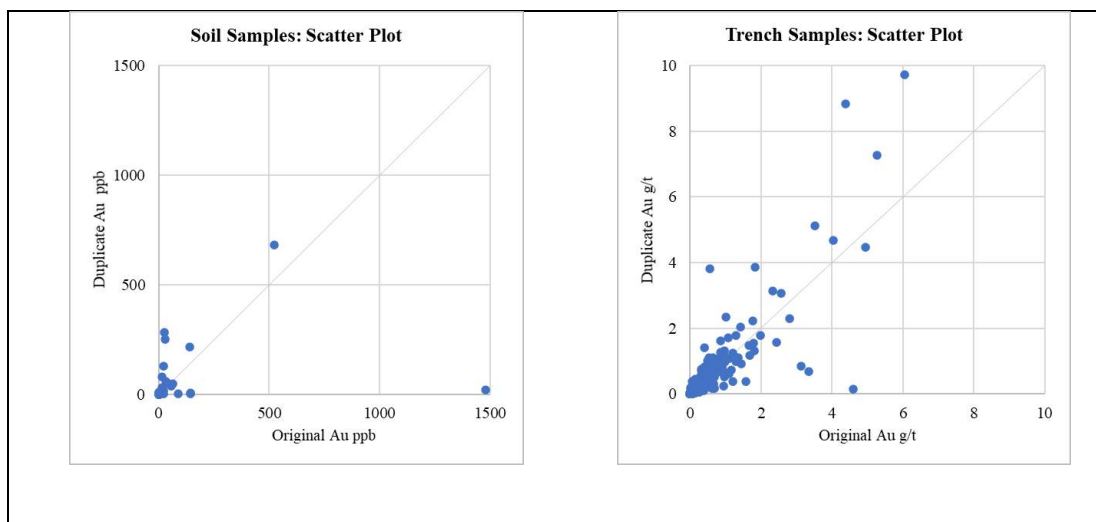 Soil Samples: Scatter Plot
1500
1000
500
0
0 500 1000 1500
Duplicate Au ppb
Original Au ppb
Trench Samples: Scatter Plot
10
8
6
4
2
0
0 2 4 6 8 10
Duplicate Au g/t
Original Au g/t